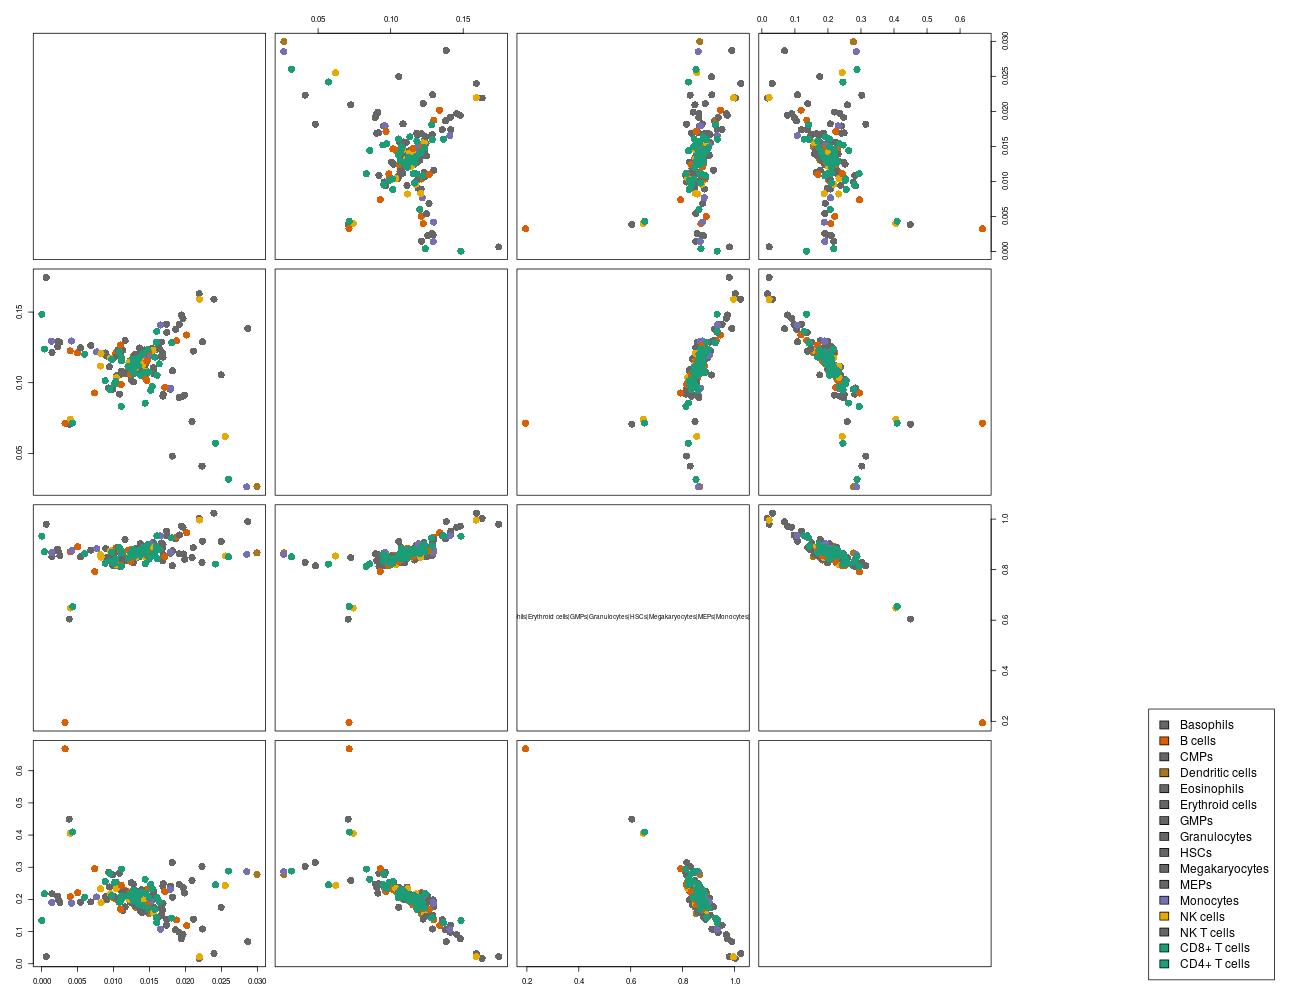 0.05 0.10 0.15
0.0 0.1 0.2 0.3 0.4 0.5 0.6
0.000 0.005 0.010 0.015 0.020 0.025 0.030
0.05 0.10 0.15
hils|Erythroid cells|GMPs|Granulocytes|HSCs|Megakaryocytes|MEPs|Monocytes|
0.2 0.4 0.6 0.8 1.0
0.0 0.1 0.2 0.3 0.4 0.5 0.6
0.000 0.005 0.010 0.015 0.020 0.025 0.030
0.2 0.4 0.6 0.8 1.0
Basophils
B cells
CMPs
Dendritic cells
Eosinophils
Erythroid cells
GMPs
Granulocytes
HSCs
Megakaryocytes
MEPs
Monocytes
NK cells
NK T cells
CD8+ T cells
CD4+ T cells